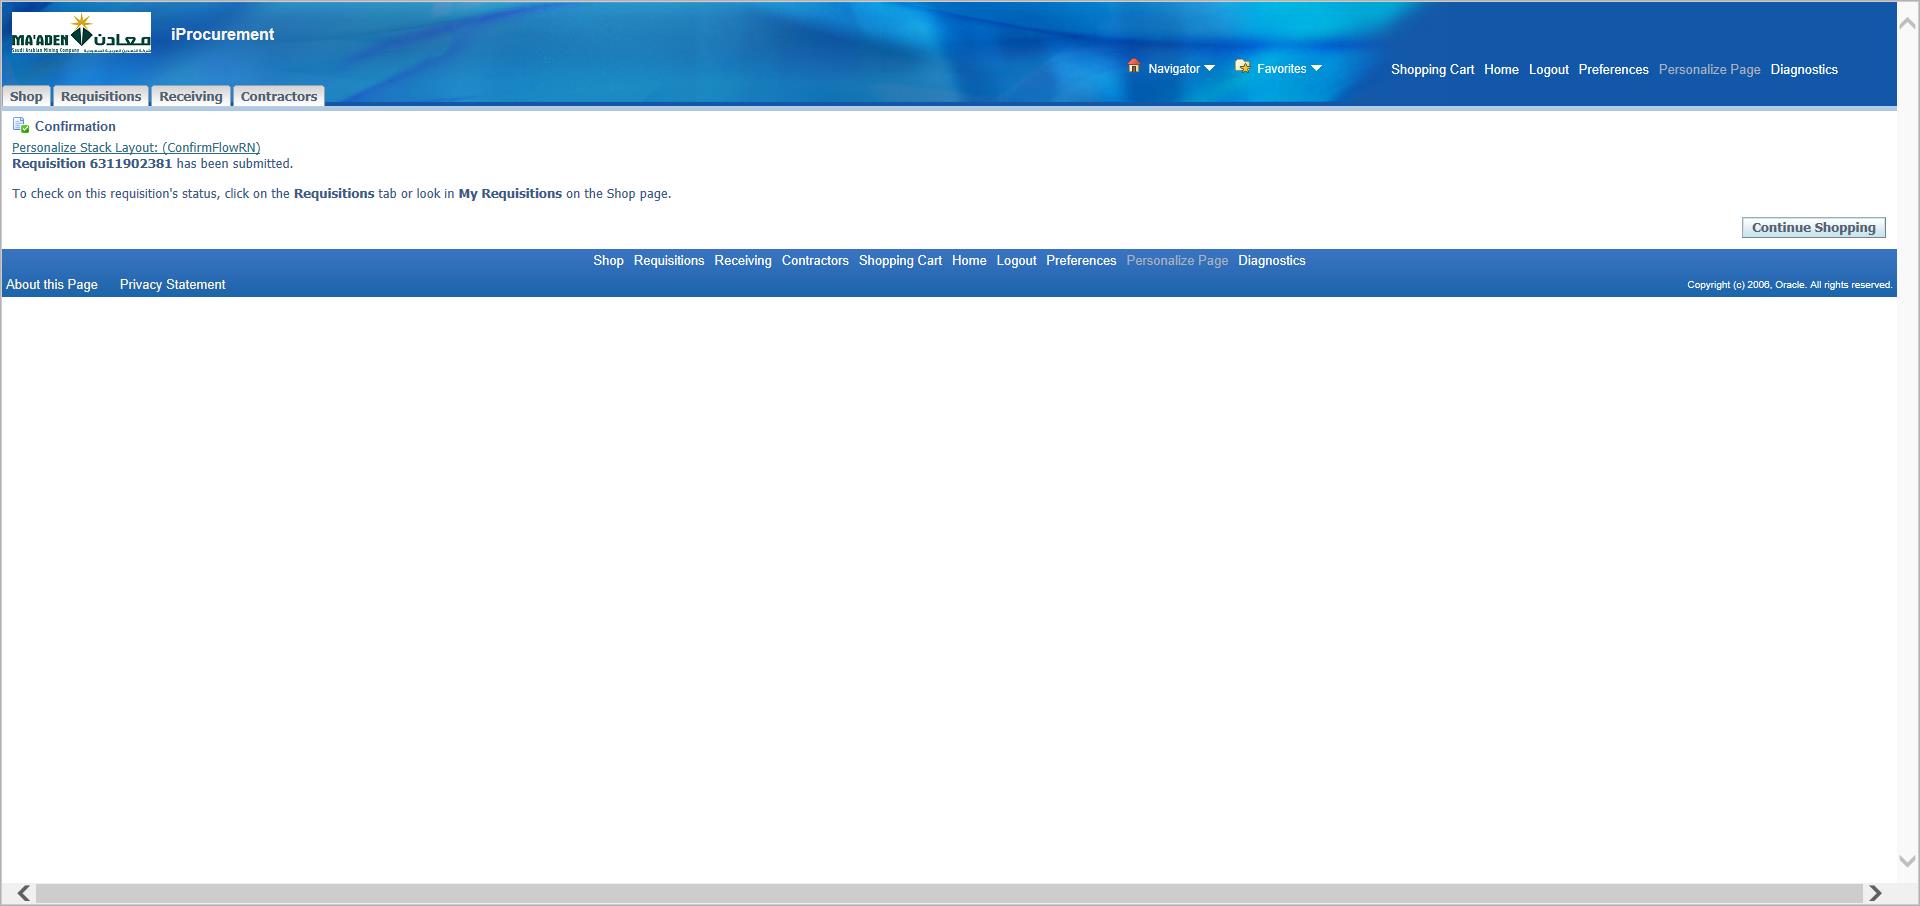 MA'ADEN معادن
Saudi Arabian Mining Company
iProcurement
Navigator Favorites Shopping Cart Home Logout Preferences Personalize Page Diagnostics
Shop Requisitions Receiving Contractors
Confirmation
Personalize Stack Layout: (ConfirmFlowRN)
Requisition 6311902381 has been submitted.
To check on this requisition's status, click on the Requisitions tab or look in My Requisitions on the Shop page.
Continue Shopping
Shop Requisitions Receiving Contractors Shopping Cart Home Logout Preferences Personalize Page Diagnostics
About this Page Privacy Statement Copyright (c) 2006, Oracle. All rights reserved.